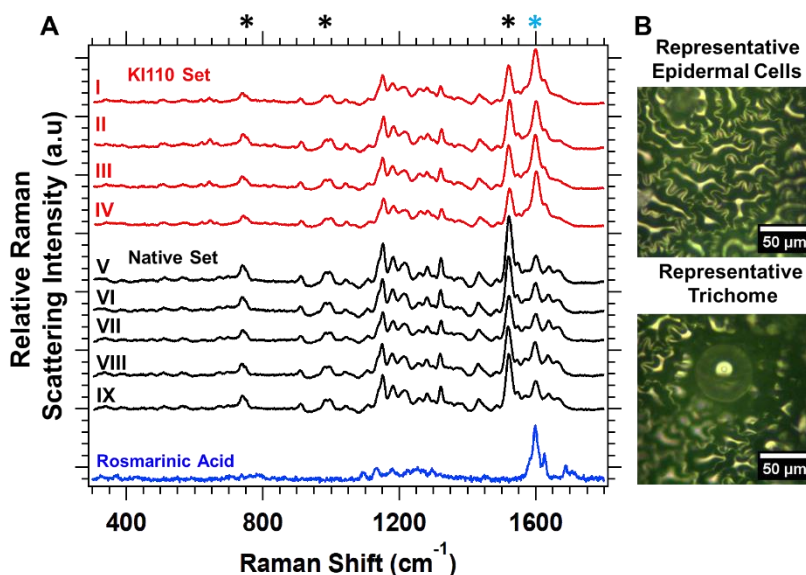 A
* * * *
KI110 Set
I
II
III
IV
Native Set
V
VI
VII
VIII
IX
Rosmarinic Acid
Relative Raman
Scattering Intensity (a.u)
400 800 1200 1600
Raman Shift (cm⁻¹)
B
Representative
Epidermal Cells
50 µm
Representative
Trichome
50 µm